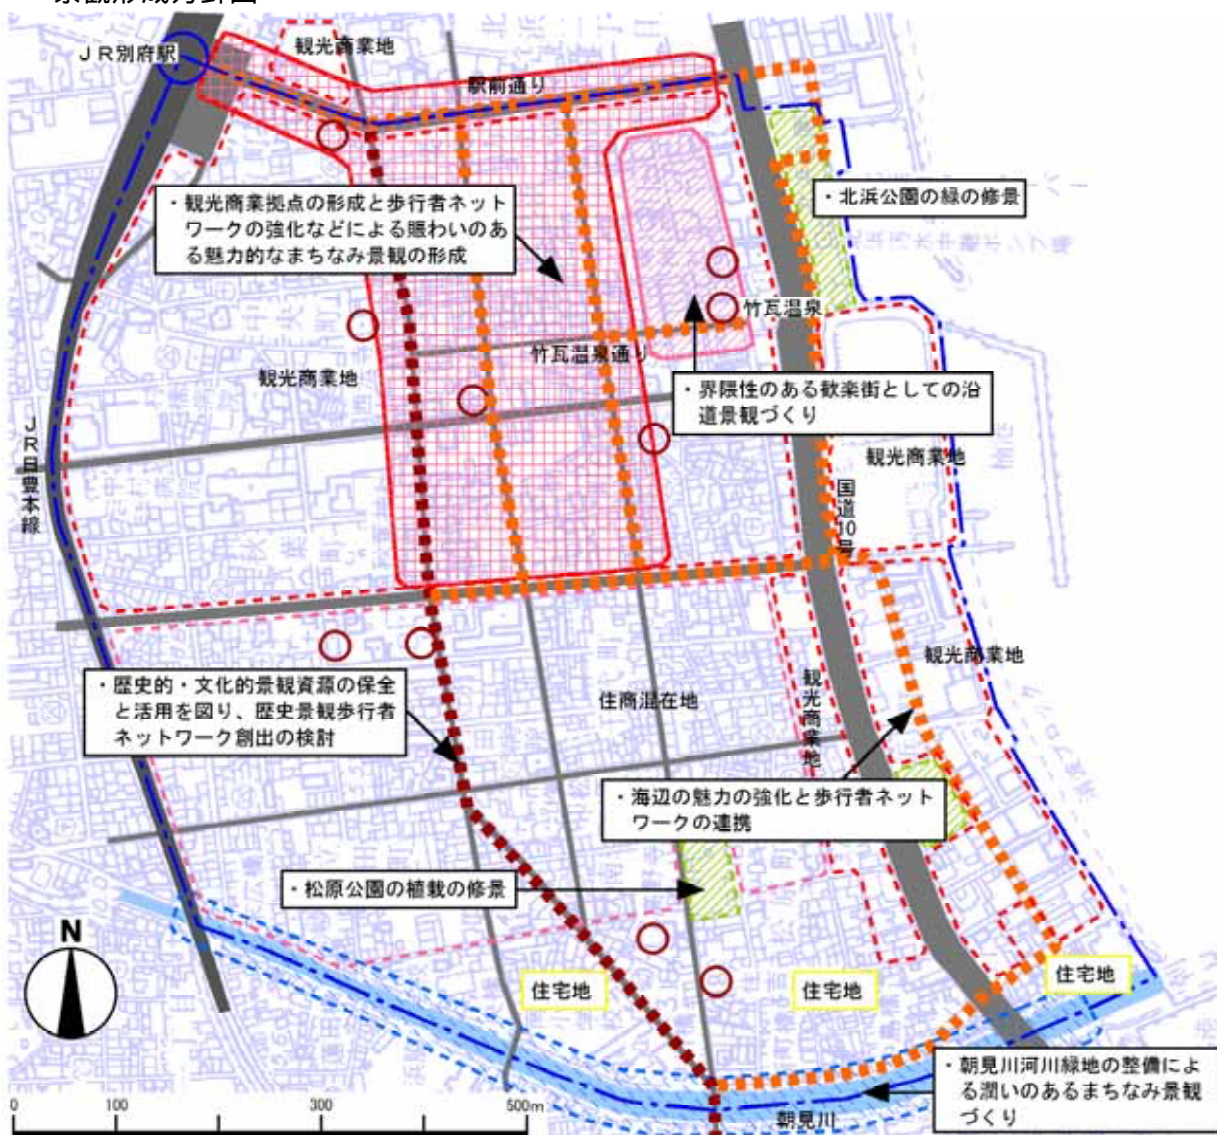 景観形成方針図
JR別府駅
観光商業地
駅前通り
・観光商業拠点の形成と歩行者ネット
ワークの強化などによる賑わいのあ
る魅力的なまちなみ景観の形成
・北浜公園の緑の修景
竹瓦温泉
竹瓦温泉通り
観光商業地
・界隈性のある歓楽街としての沿
道景観づくり
JR日豊本線
観光商業地
国道10号
・歴史的・文化的景観資源の保全
と活用を図り、歴史景観歩行者
ネットワーク創出の検討
住商混在地
観光商業地
観光商業地
・海辺の魅力の強化と歩行者ネット
ワークの連携
・松原公園の植栽の修景
N
住宅地
住宅地
住宅地
・朝見川河川緑地の整備によ
る潤いのあるまちなみ景観
づくり
朝見川
0 100 300 500m